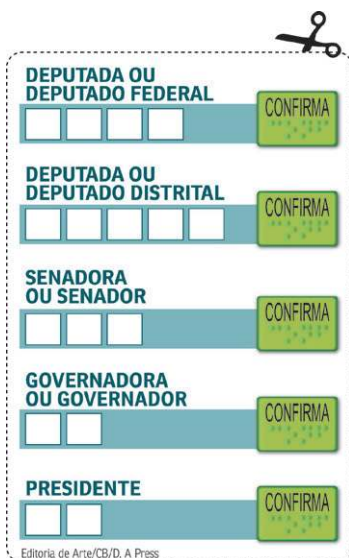 DEPUTADA OU
DEPUTADO FEDERAL
CONFIRMA
DEPUTADA OU
DEPUTADO DISTRITAL
CONFIRMA
SENADORA
OU SENADOR
CONFIRMA
GOVERNADORA
OU GOVERNADOR
CONFIRMA
PRESIDENTE
CONFIRMA
Editoria de Arte/CB/D. A Press